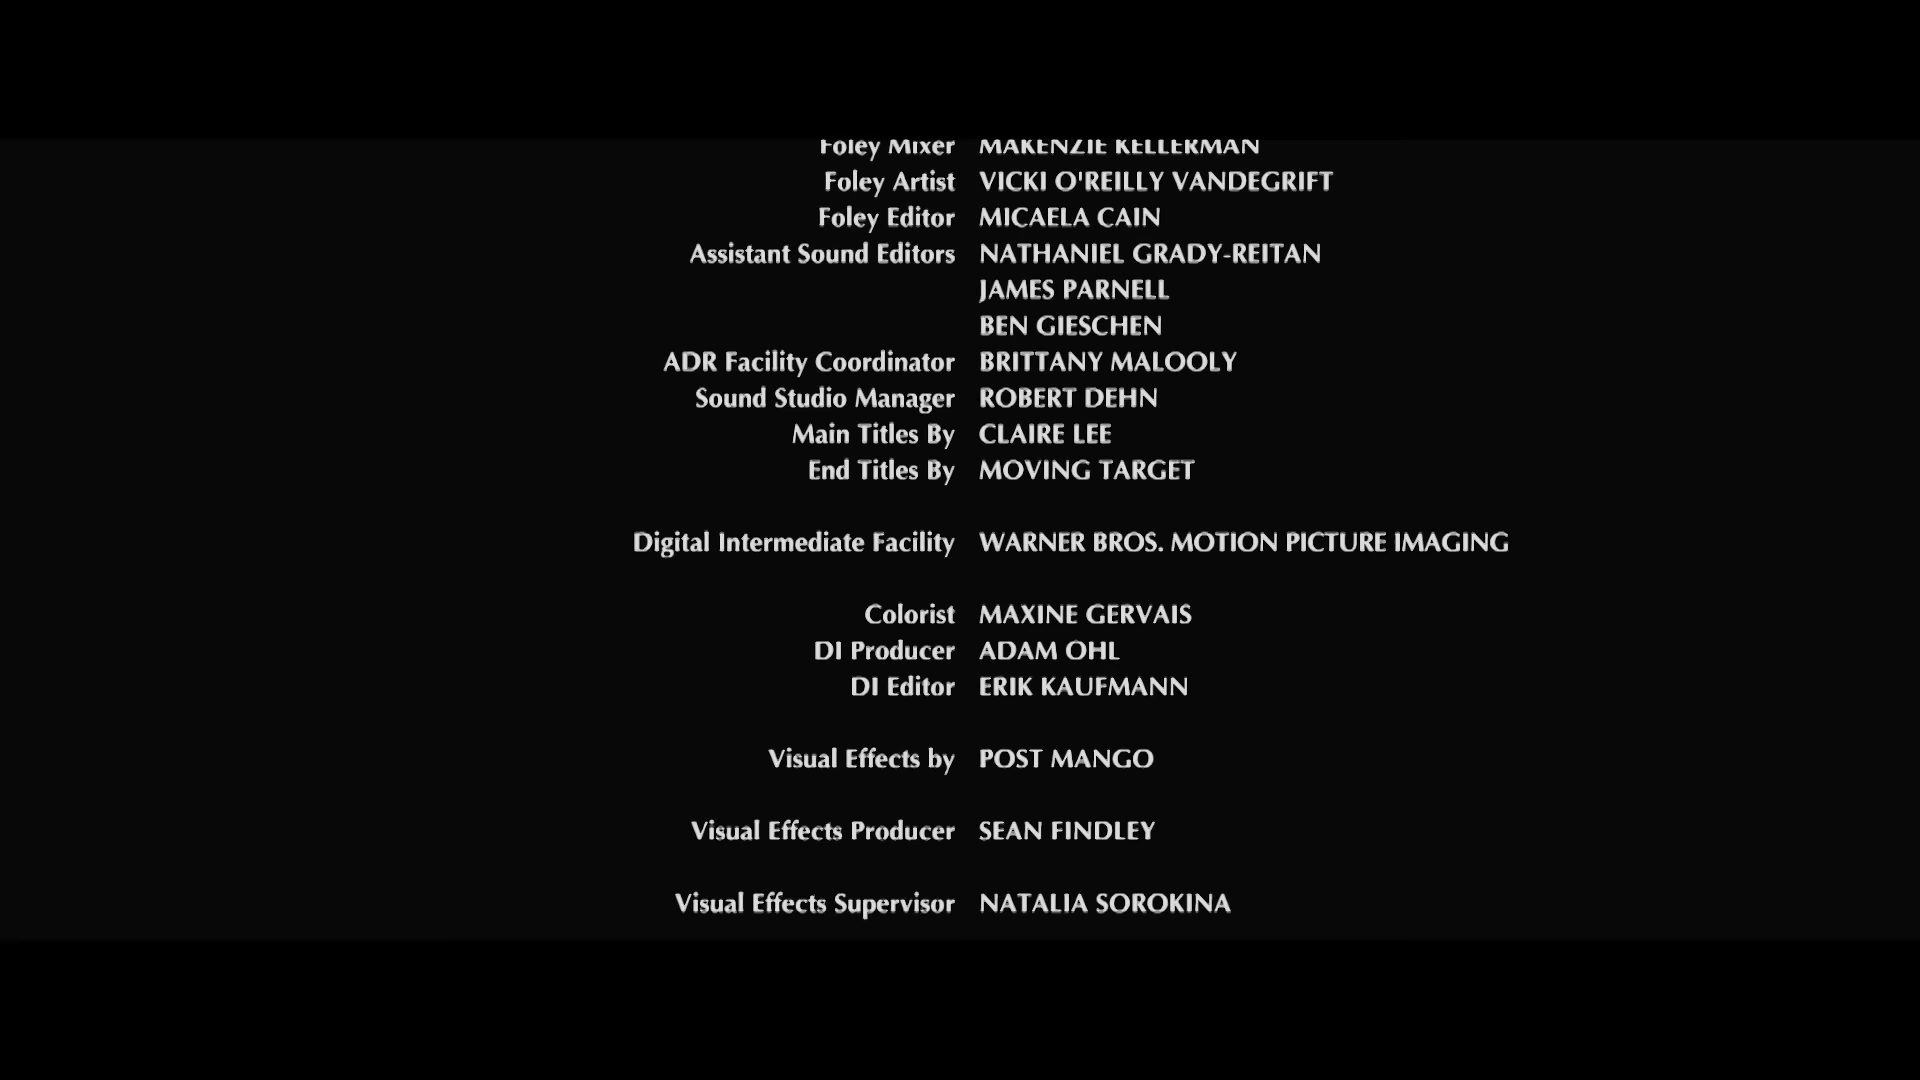 Foley Mixer MAKENZIE KELLERMAN
Foley Artist VICKI O'REILLY VANDEGRIFT
Foley Editor MICAELA CAIN
Assistant Sound Editors NATHANIEL GRADY-REITAN
JAMES PARNELL
BEN GIESCHEN
ADR Facility Coordinator BRITTANY MALOOLY
Sound Studio Manager ROBERT DEHN
Main Titles By CLAIRE LEE
End Titles By MOVING TARGET
Digital Intermediate Facility WARNER BROS. MOTION PICTURE IMAGING
Colorist MAXINE GERVAIS
DI Producer ADAM OHL
DI Editor ERIK KAUFMANN
Visual Effects by POST MANGO
Visual Effects Producer SEAN FINDLEY
Visual Effects Supervisor NATALIA SOROKINA